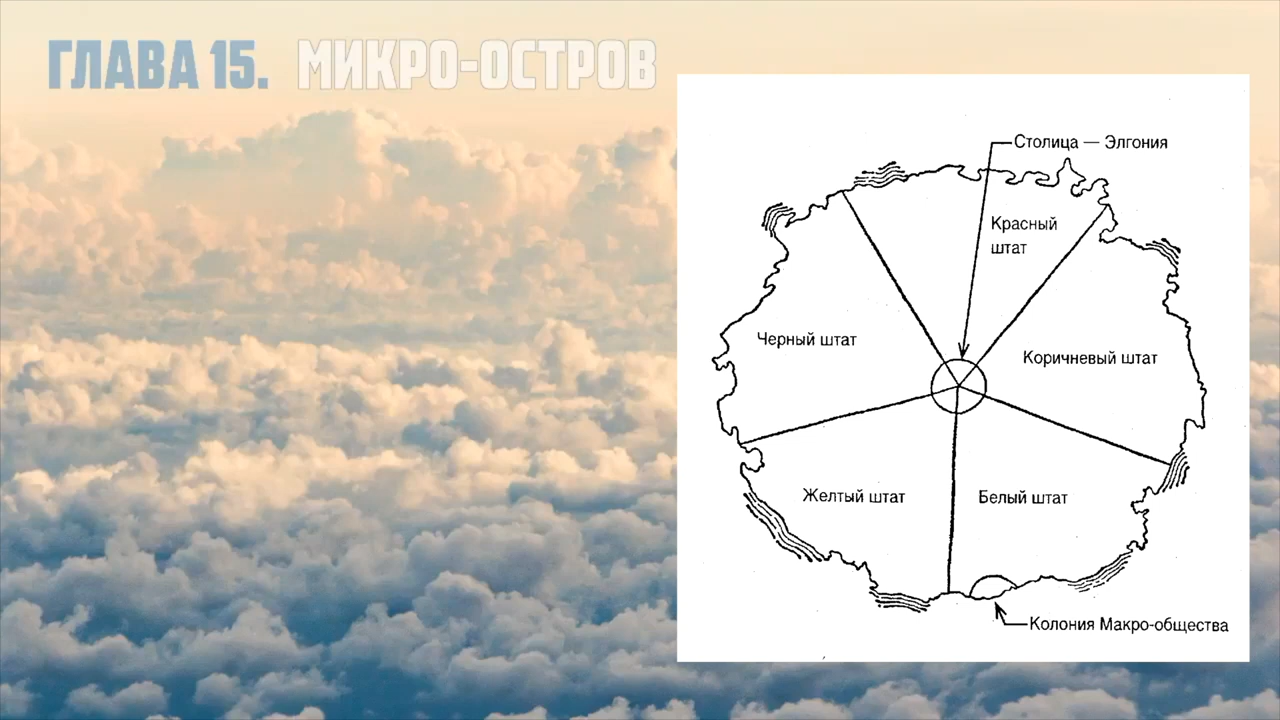 ГЛАВА 15. МИКРО-ОСТРОВ
Столица — Элгония
Красный
штат
Черный штат
Коричневый штат
Желтый штат
Белый штат
Колония Макро-общества